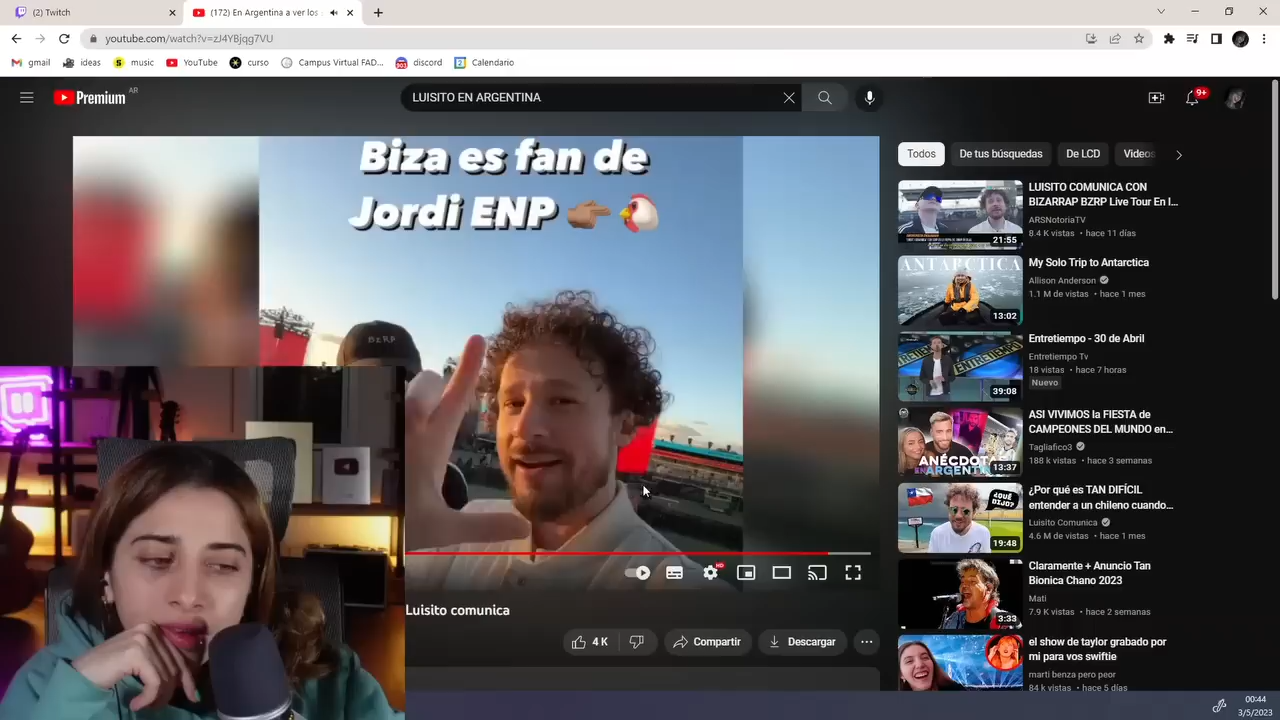 (2) Twitch
(172) En Argentina a ver los
youtube.com/watch?v=zJ4YBjqg7VU
gmail
ideas
music
YouTube
curso
Campus Virtual FAD...
discord
Calendario
Premium AR
LUISITO EN ARGENTINA
9+
Biza es fan de
Jordi ENP 👉🏽 🐔
BZRP
HD
Luisito comunica
4 K
Compartir
Descargar
Todos
De tus búsquedas
De LCD
Videos
21:55
LUISITO COMUNICA CON
BIZARRAP BZRP Live Tour En l...
ARSNotoriaTV
8.4 K vistas • hace 11 días
ANTARCTICA
13:02
My Solo Trip to Antarctica
Allison Anderson
1.1 M de vistas • hace 1 mes
39:08
Entretiempo - 30 de Abril
Entretiempo Tv
18 vistas • hace 7 horas
Nuevo
ANÉCDOTA
EN ARGENTIN
13:37
ASI VIVIMOS la FIESTA de
CAMPEONES DEL MUNDO en...
Tagliafico3
188 k vistas • hace 3 semanas
¿QUÉ
DIJO?
19:48
¿Por qué es TAN DIFÍCIL
entender a un chileno cuando...
Luisito Comunica
4.6 M de vistas • hace 1 mes
3:33
Claramente + Anuncio Tan
Bionica Chano 2023
Mati
7.9 K vistas • hace 2 semanas
el show de taylor grabado por
mi para vos swiftie
marti benza pero peor
84 k vistas • hace 5 días
00:44
3/5/2023